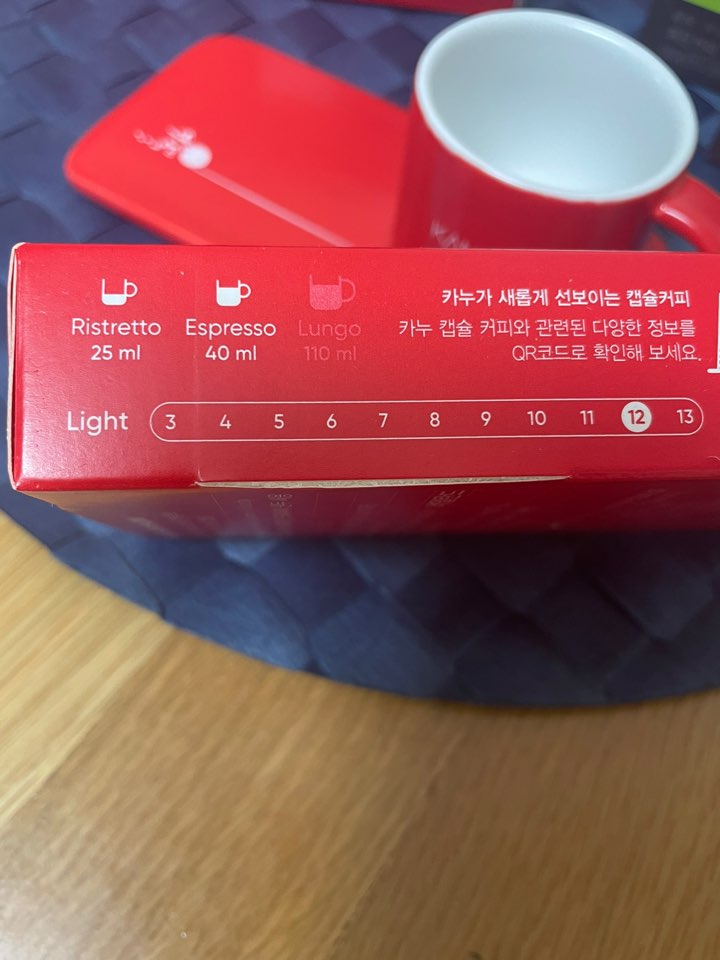 Ristretto
25 ml
Espresso
40 ml
Lungo
110 ml
카누가 새롭게 선보이는 캡슐커피
카누 캡슐 커피와 관련된 다양한 정보를
QR코드로 확인해 보세요.
Light 3 4 5 6 7 8 9 10 11 12 13